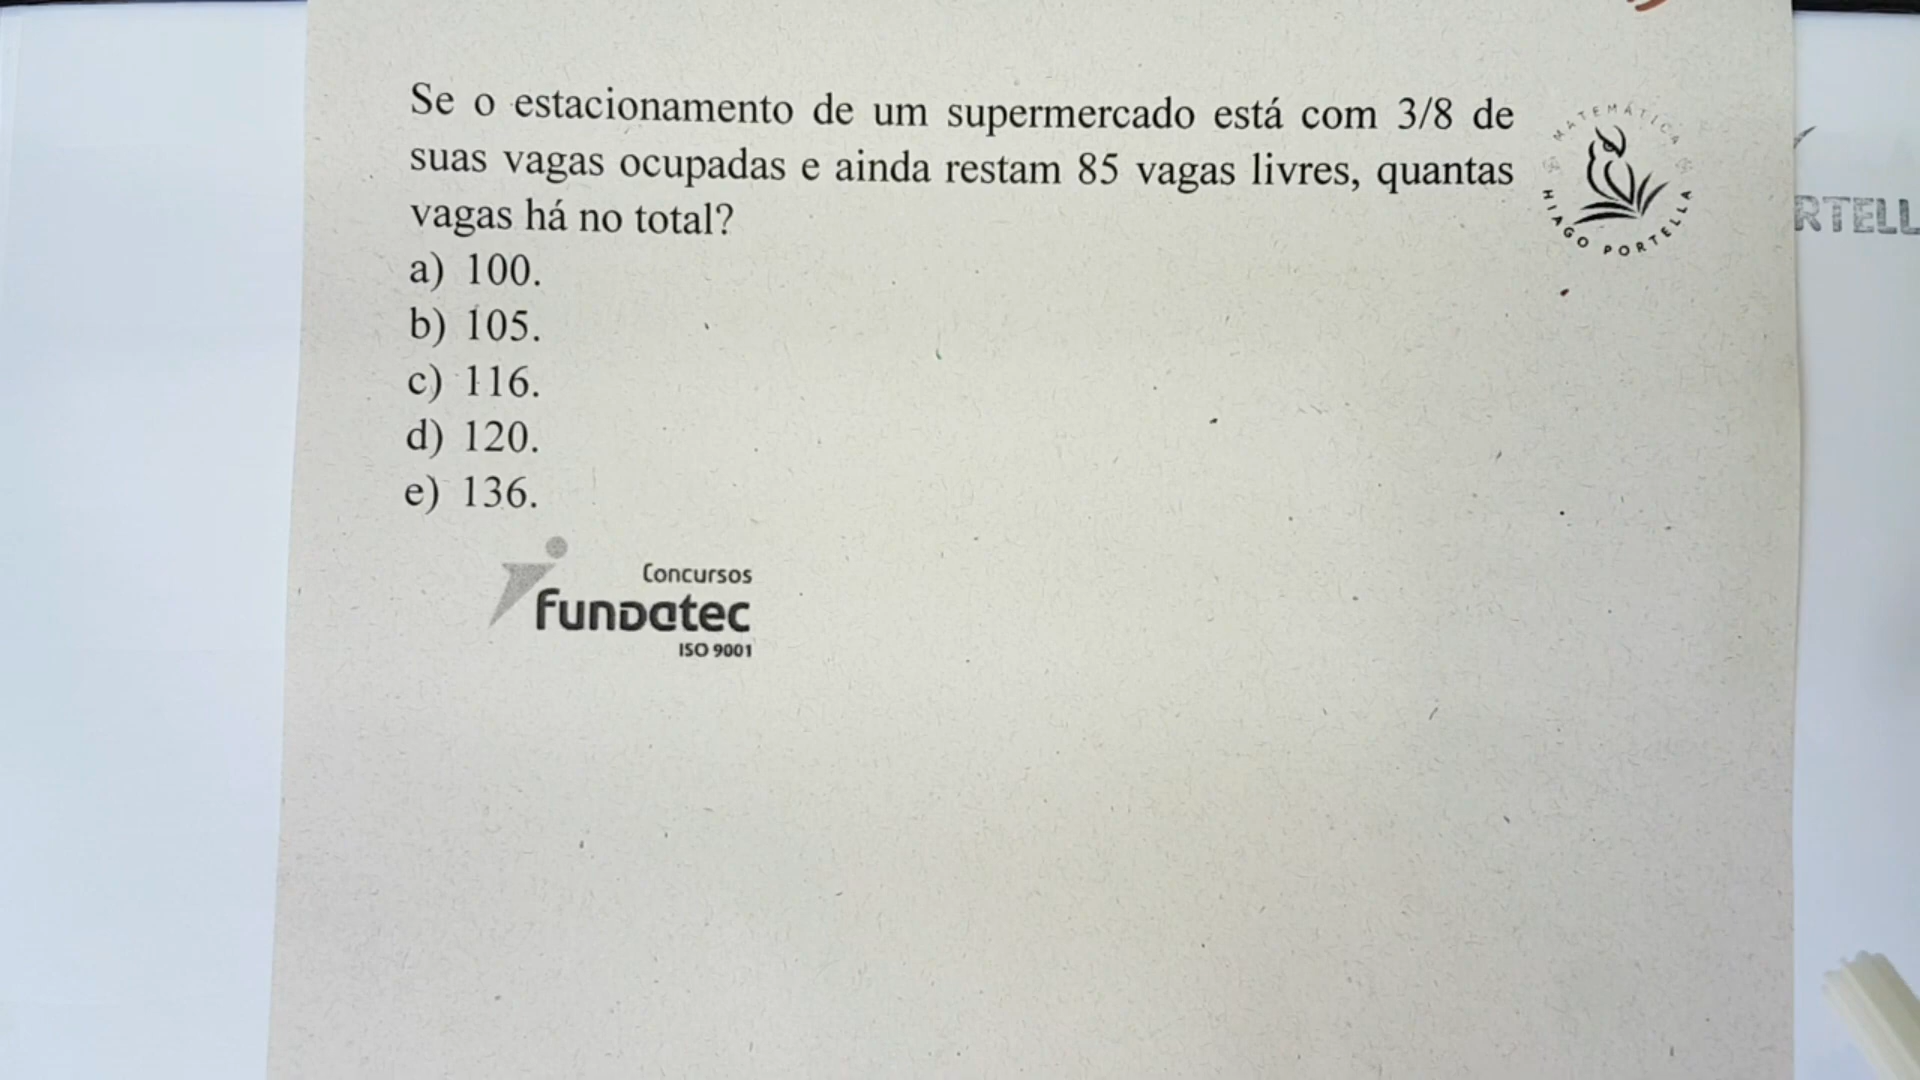 Se o estacionamento de um supermercado está com 3/8 de
suas vagas ocupadas e ainda restam 85 vagas livres, quantas
vagas há no total?
a) 100.
b) 105.
c) 116.
d) 120.
e) 136.
MATEMÁTICA
HIAGO PORTELLA
RTELL
Concursos
Fundatec
ISO 9001